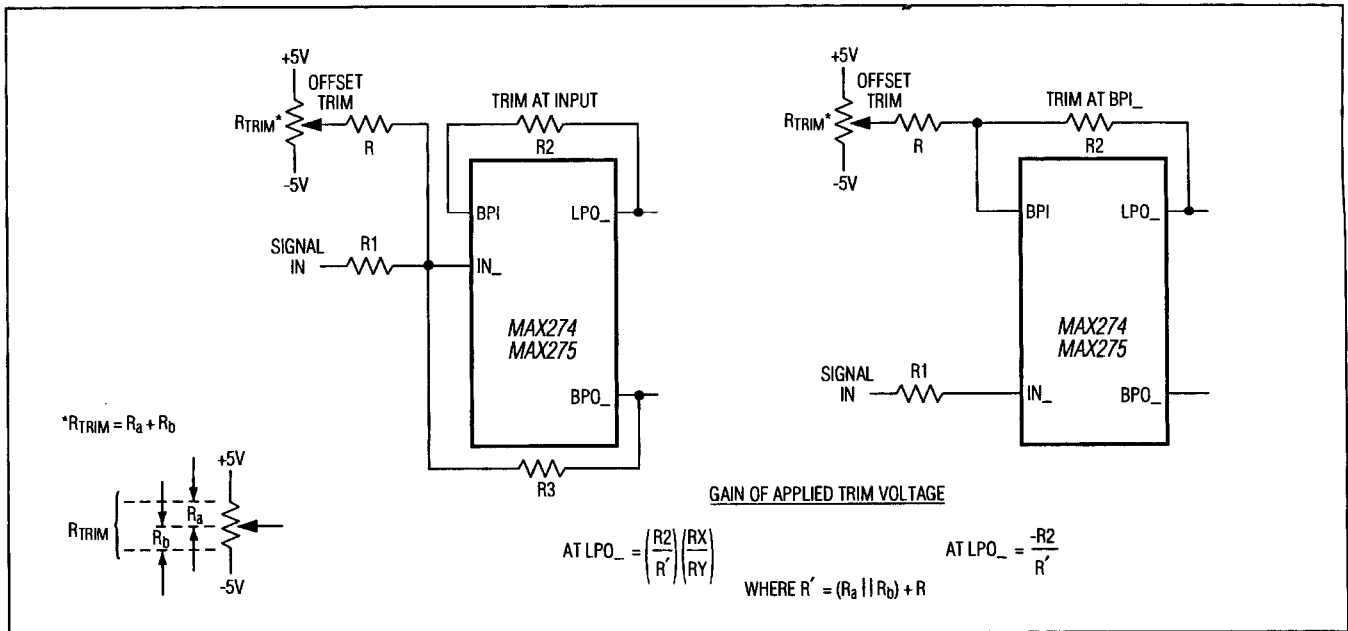 +5V
OFFSET
TRIM
RTRIM*
R
-5V
TRIM AT INPUT
R2
BPI
LPO_
SIGNAL
IN
R1
IN_
MAX274
MAX275
BPO_
R3
+5V
OFFSET
TRIM
RTRIM*
R
-5V
TRIM AT BPI_
R2
BPI
LPO_
SIGNAL
IN
R1
IN_
MAX274
MAX275
BPO_
*RTRIM = Ra + Rb
+5V
RTRIM
Ra
Rb
-5V
GAIN OF APPLIED TRIM VOLTAGE
AT LPO_ = (R2/R′)(RX/RY)
AT LPO_ = -R2/R′
WHERE R′ = (Ra || Rb) + R